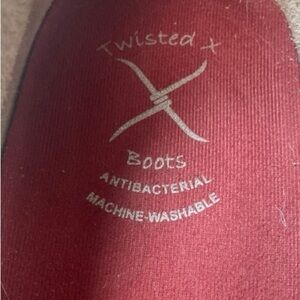 Twisted X
Boots
ANTIBACTERIAL
MACHINE-WASHABLE